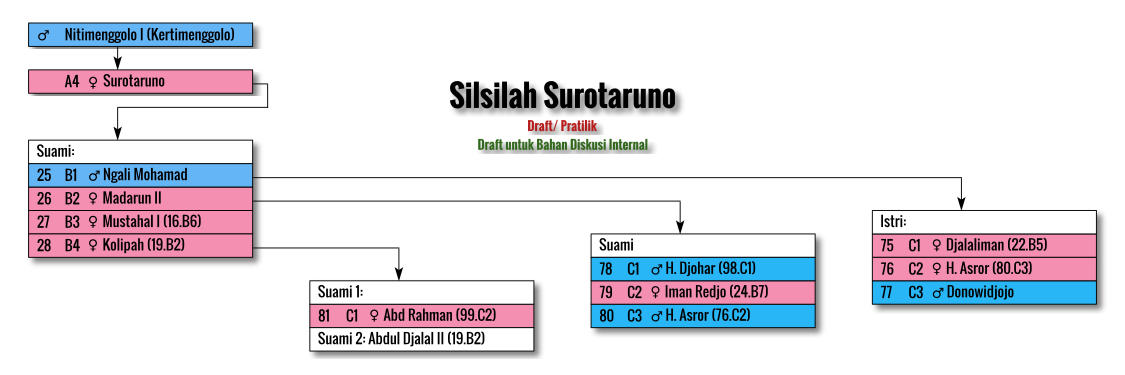 ♂ Nitimenggolo I (Kertimenggolo)
A4 ♀ Surotaruno
Silsilah Surotaruno
Draft/ Pratilik
Draft untuk Bahan Diskusi Internal
Suami:
25 B1 ♂ Ngali Mohamad
26 B2 ♀ Madarun II
27 B3 ♀ Mustahal I (16.B6)
28 B4 ♀ Kolipah (19.B2)
Suami 1:
81 C1 ♀ Abd Rahman (99.C2)
Suami 2: Abdul Djalal II (19.B2)
Suami
78 C1 ♂ H. Djohar (98.C1)
79 C2 ♀ Iman Redjo (24.B7)
80 C3 ♂ H. Asror (76.C2)
Istri:
75 C1 ♀ Djalaliman (22.B5)
76 C2 ♀ H. Asror (80.C3)
77 C3 ♂ Donowidjojo